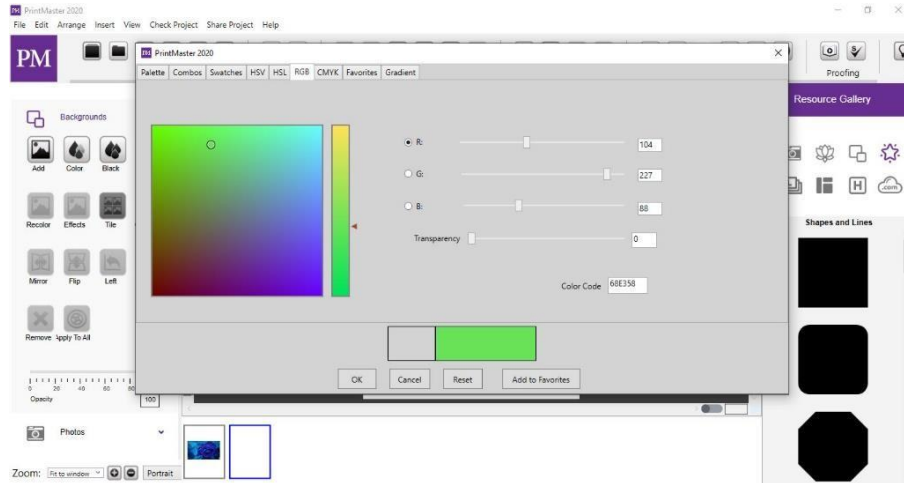 PM PrintMaster 2020
File Edit Arrange Insert View Check Project Share Project Help
PM
PM PrintMaster 2020
Palette Combos Swatches HSV HSL RGB CMYK Favorites Gradient
Proofing
Resource Gallery
Backgrounds
Add Color Black
Recolor Effects Tile
Mirror Flip Left
Remove Apply To All
0 20 40 60 80
Opacity 100
R: 104
G: 227
B: 88
Transparency 0
Color Code 68E358
OK Cancel Reset Add to Favorites
H .com
Shapes and Lines
Photos
Zoom: Fit to window Portrait